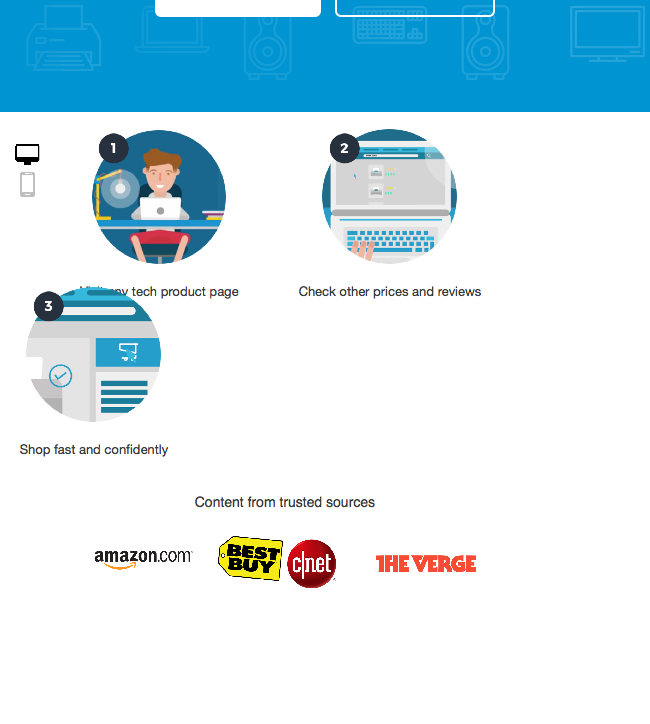 1
2
any tech product page
Check other prices and reviews
3
Shop fast and confidently
Content from trusted sources
amazon.com
BEST BUY
c|net
THE VERGE